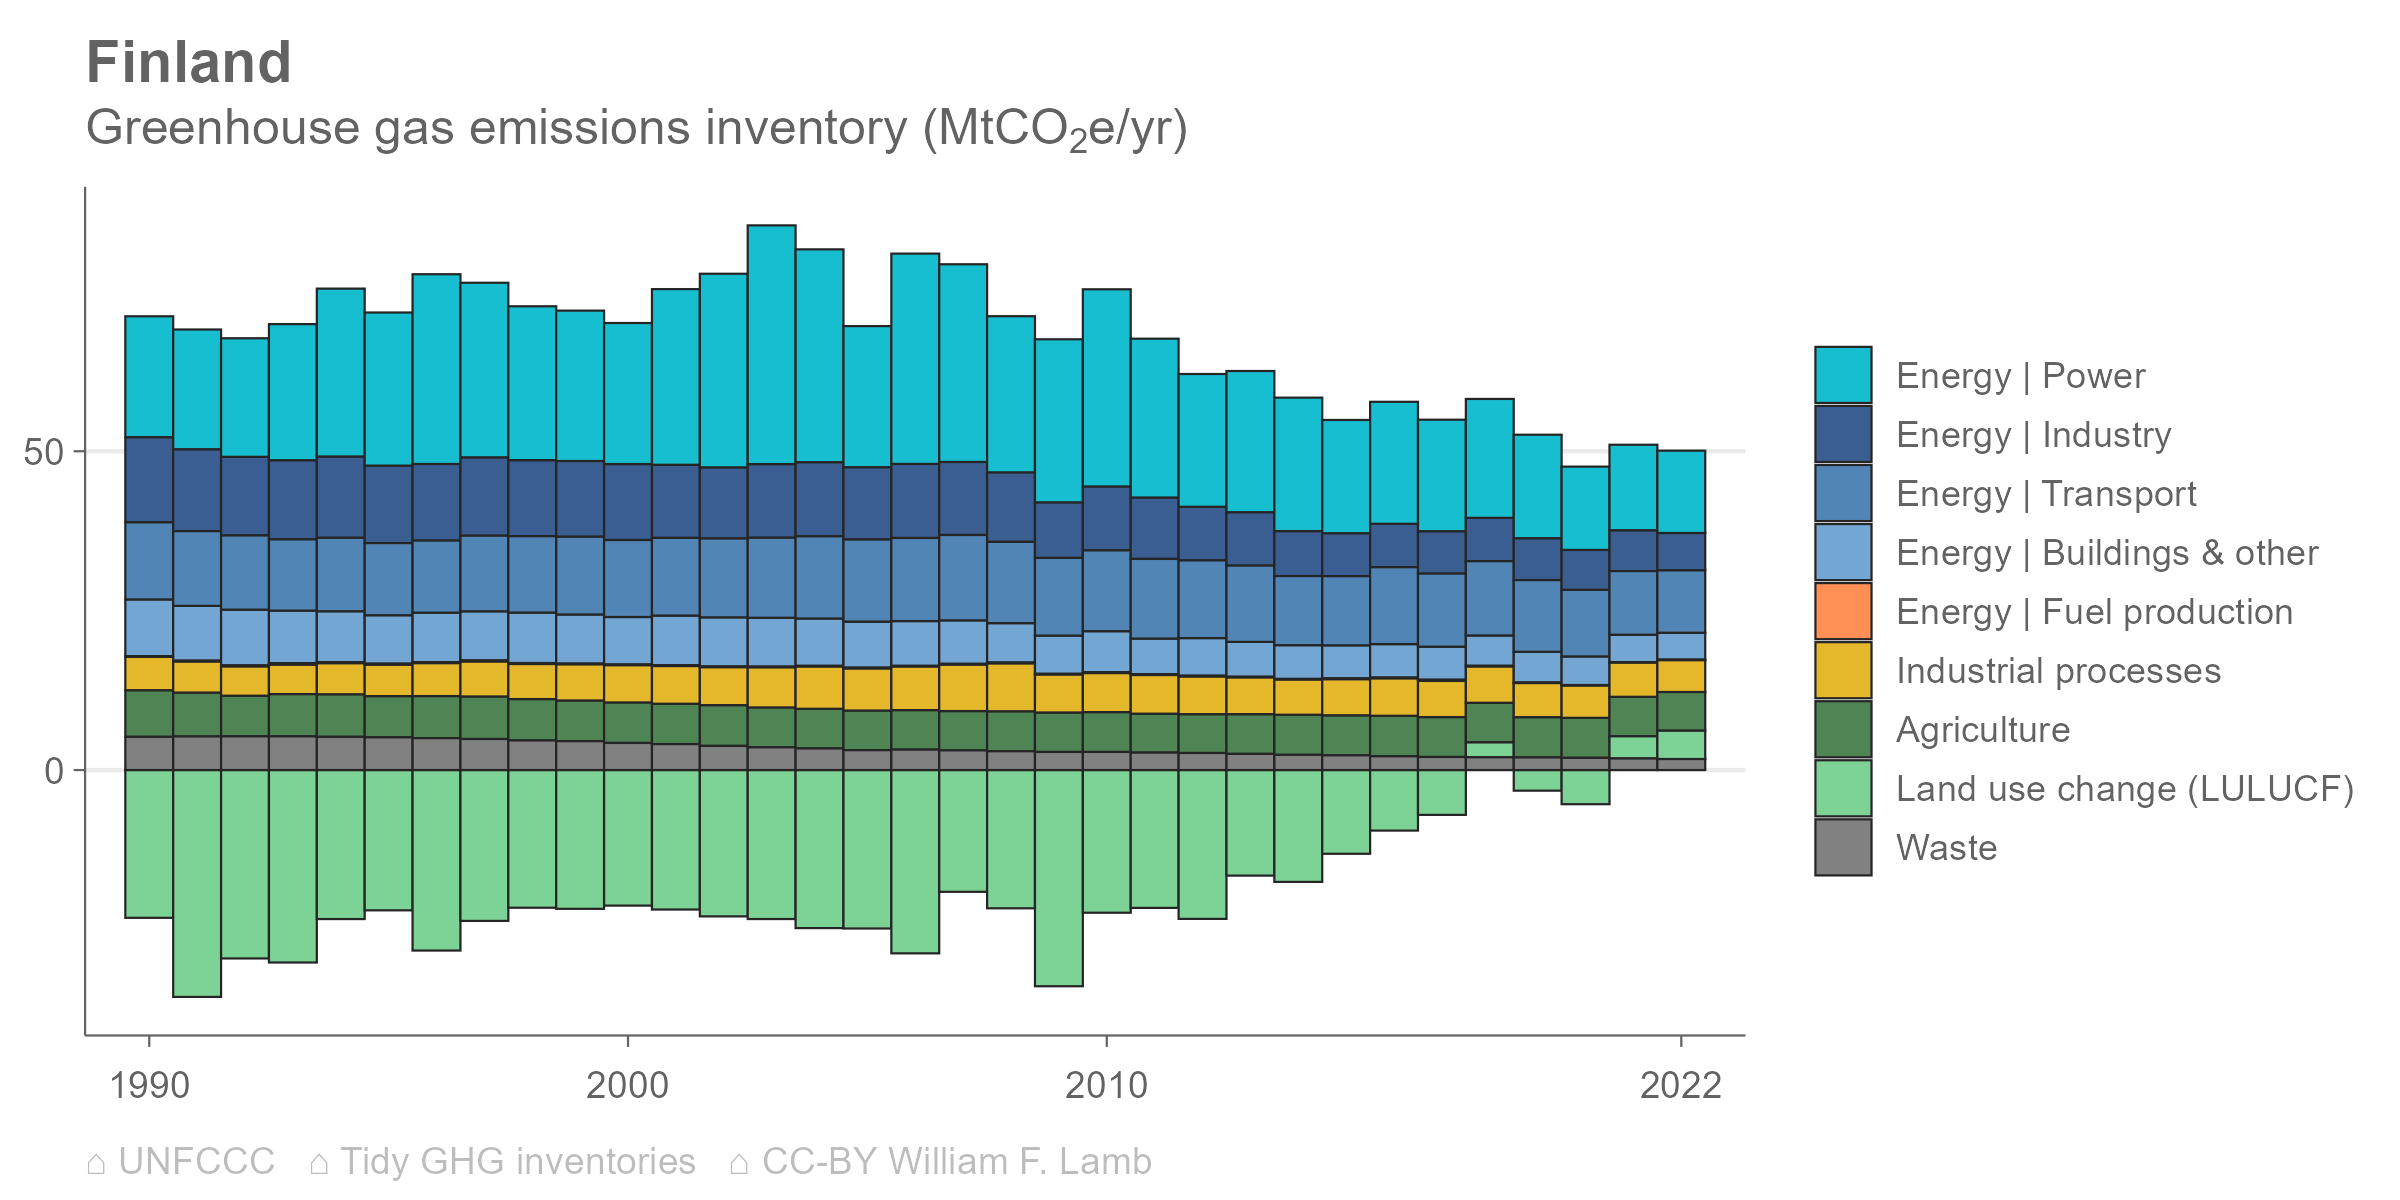 Finland
Greenhouse gas emissions inventory (MtCO₂e/yr)
50
0
1990
2000
2010
2022
Energy | Power
Energy | Industry
Energy | Transport
Energy | Buildings & other
Energy | Fuel production
Industrial processes
Agriculture
Land use change (LULUCF)
Waste
⌂ UNFCCC ⌂ Tidy GHG inventories ⌂ CC-BY William F. Lamb